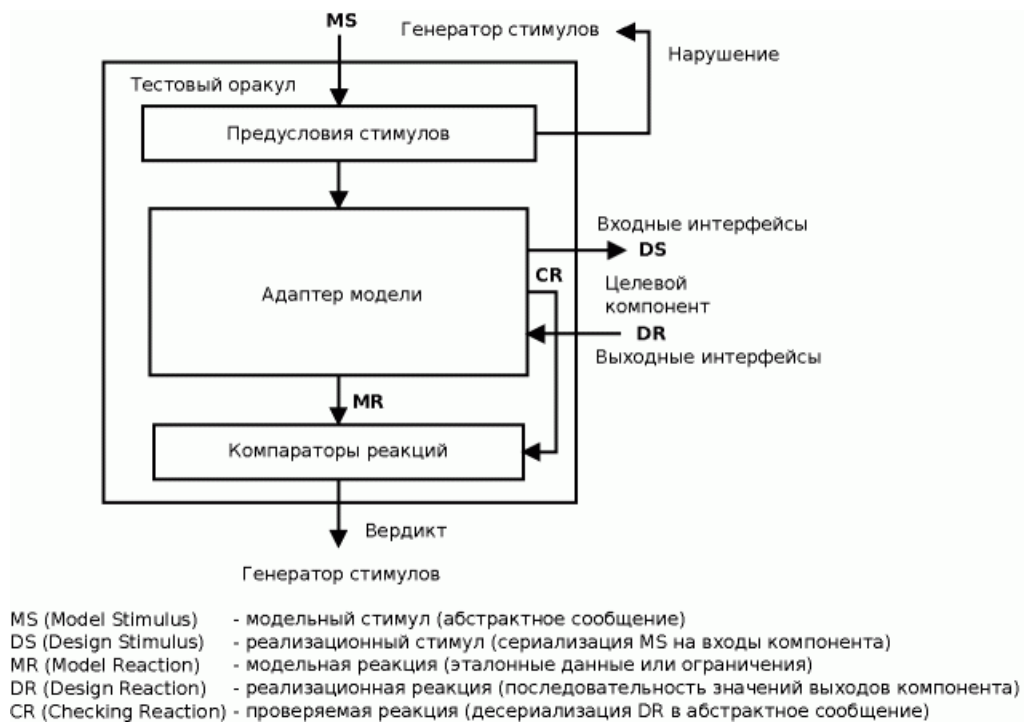 MS
Генератор стимулов
Нарушение
Тестовый оракул
Предусловия стимулов
Входные интерфейсы
DS
CR
Целевой
компонент
Адаптер модели
DR
Выходные интерфейсы
MR
Компараторы реакций
Вердикт
Генератор стимулов
MS (Model Stimulus) - модельный стимул (абстрактное сообщение)
DS (Design Stimulus) - реализационный стимул (сериализация MS на входы компонента)
MR (Model Reaction) - модельная реакция (эталонные данные или ограничения)
DR (Design Reaction) - реализационная реакция (последовательность значений выходов компонента)
CR (Checking Reaction) - проверяемая реакция (десериализация DR в абстрактное сообщение)